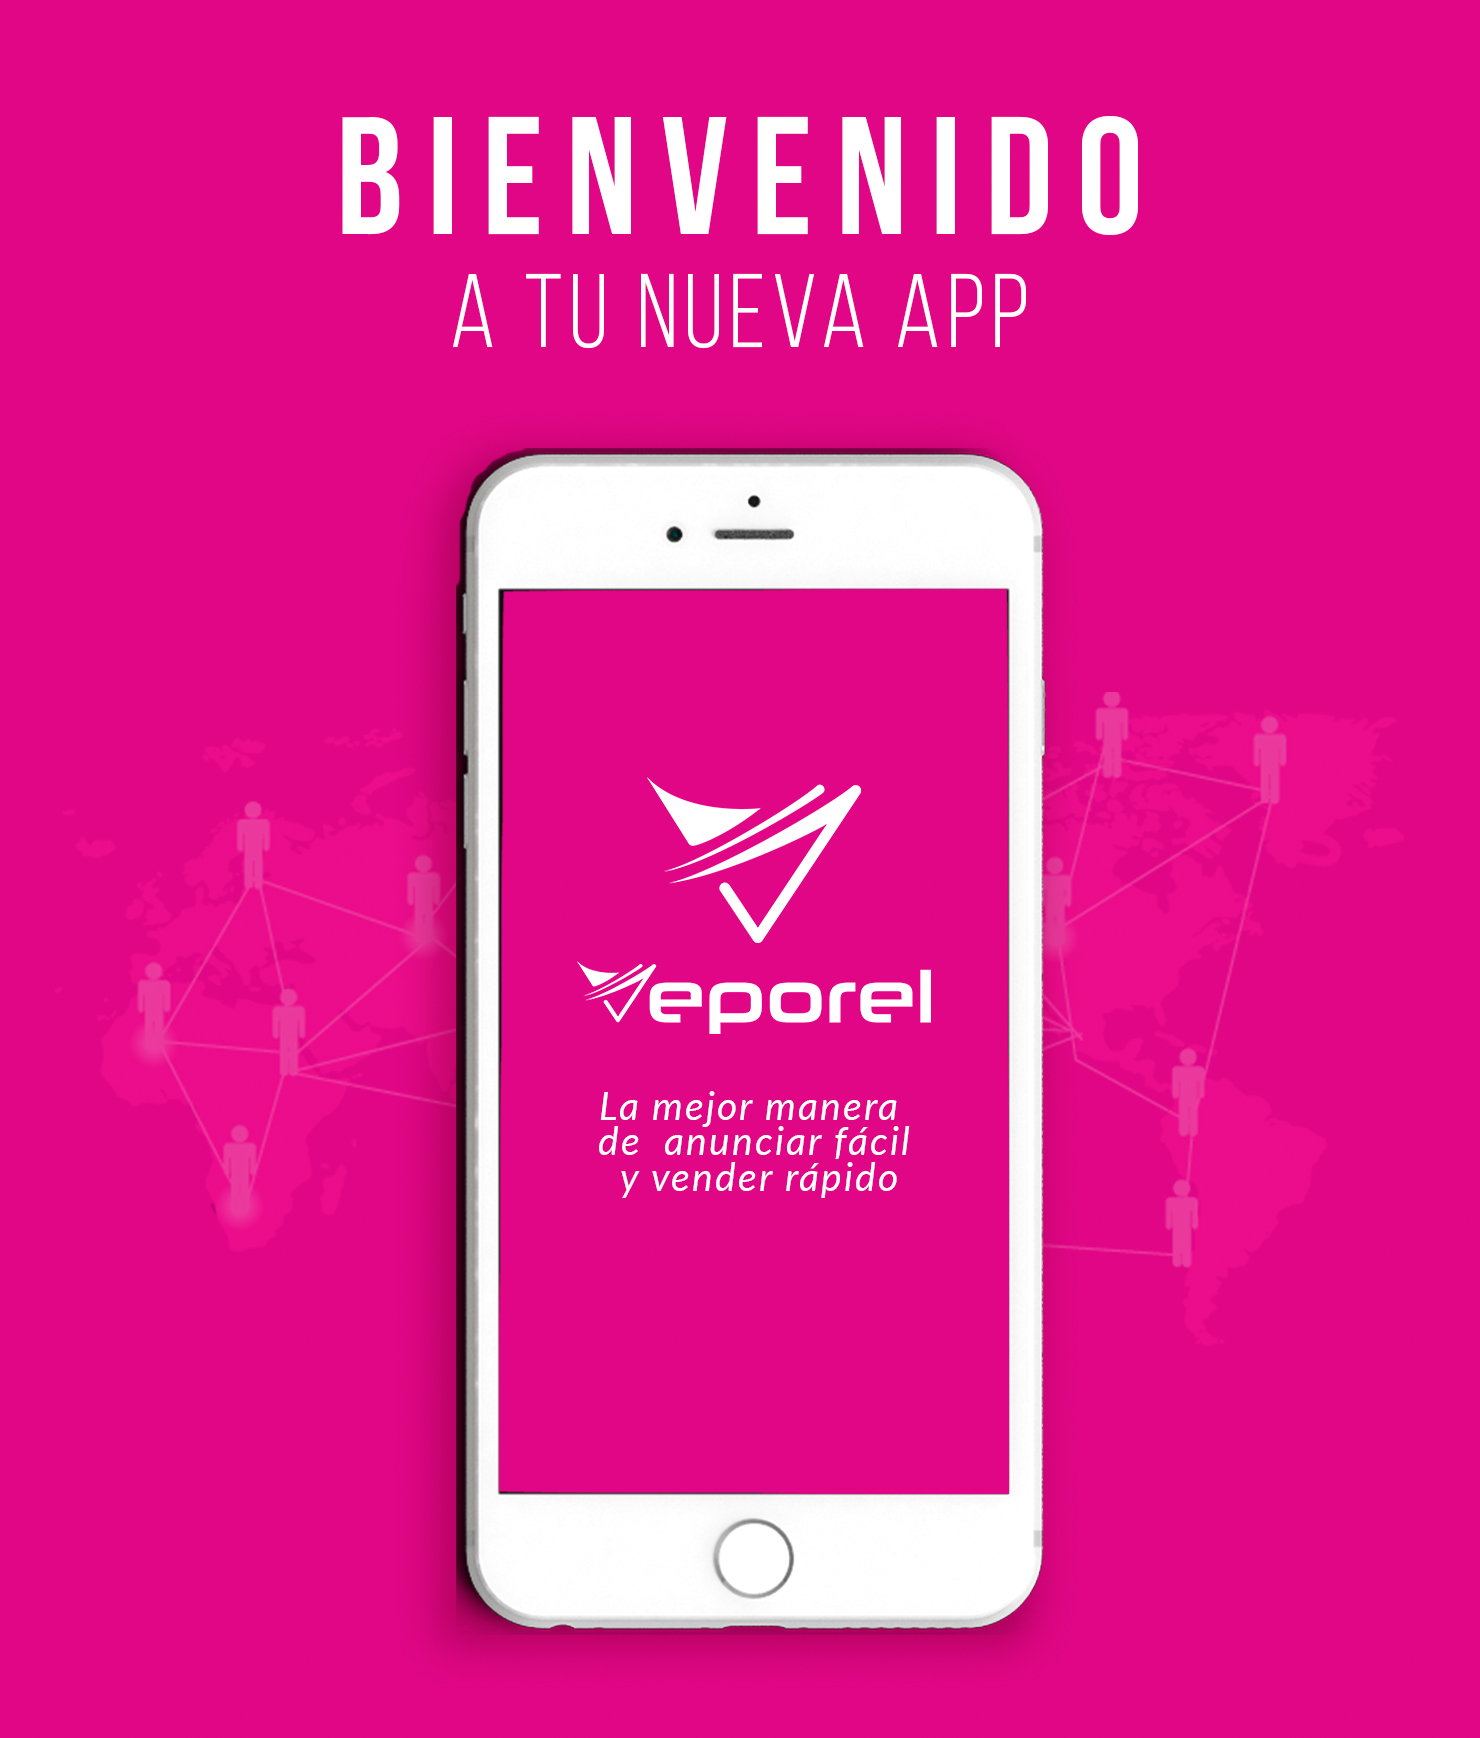 BIENVENIDO
A TU NUEVA APP
Veporel
La mejor manera
de anunciar fácil
y vender rápido